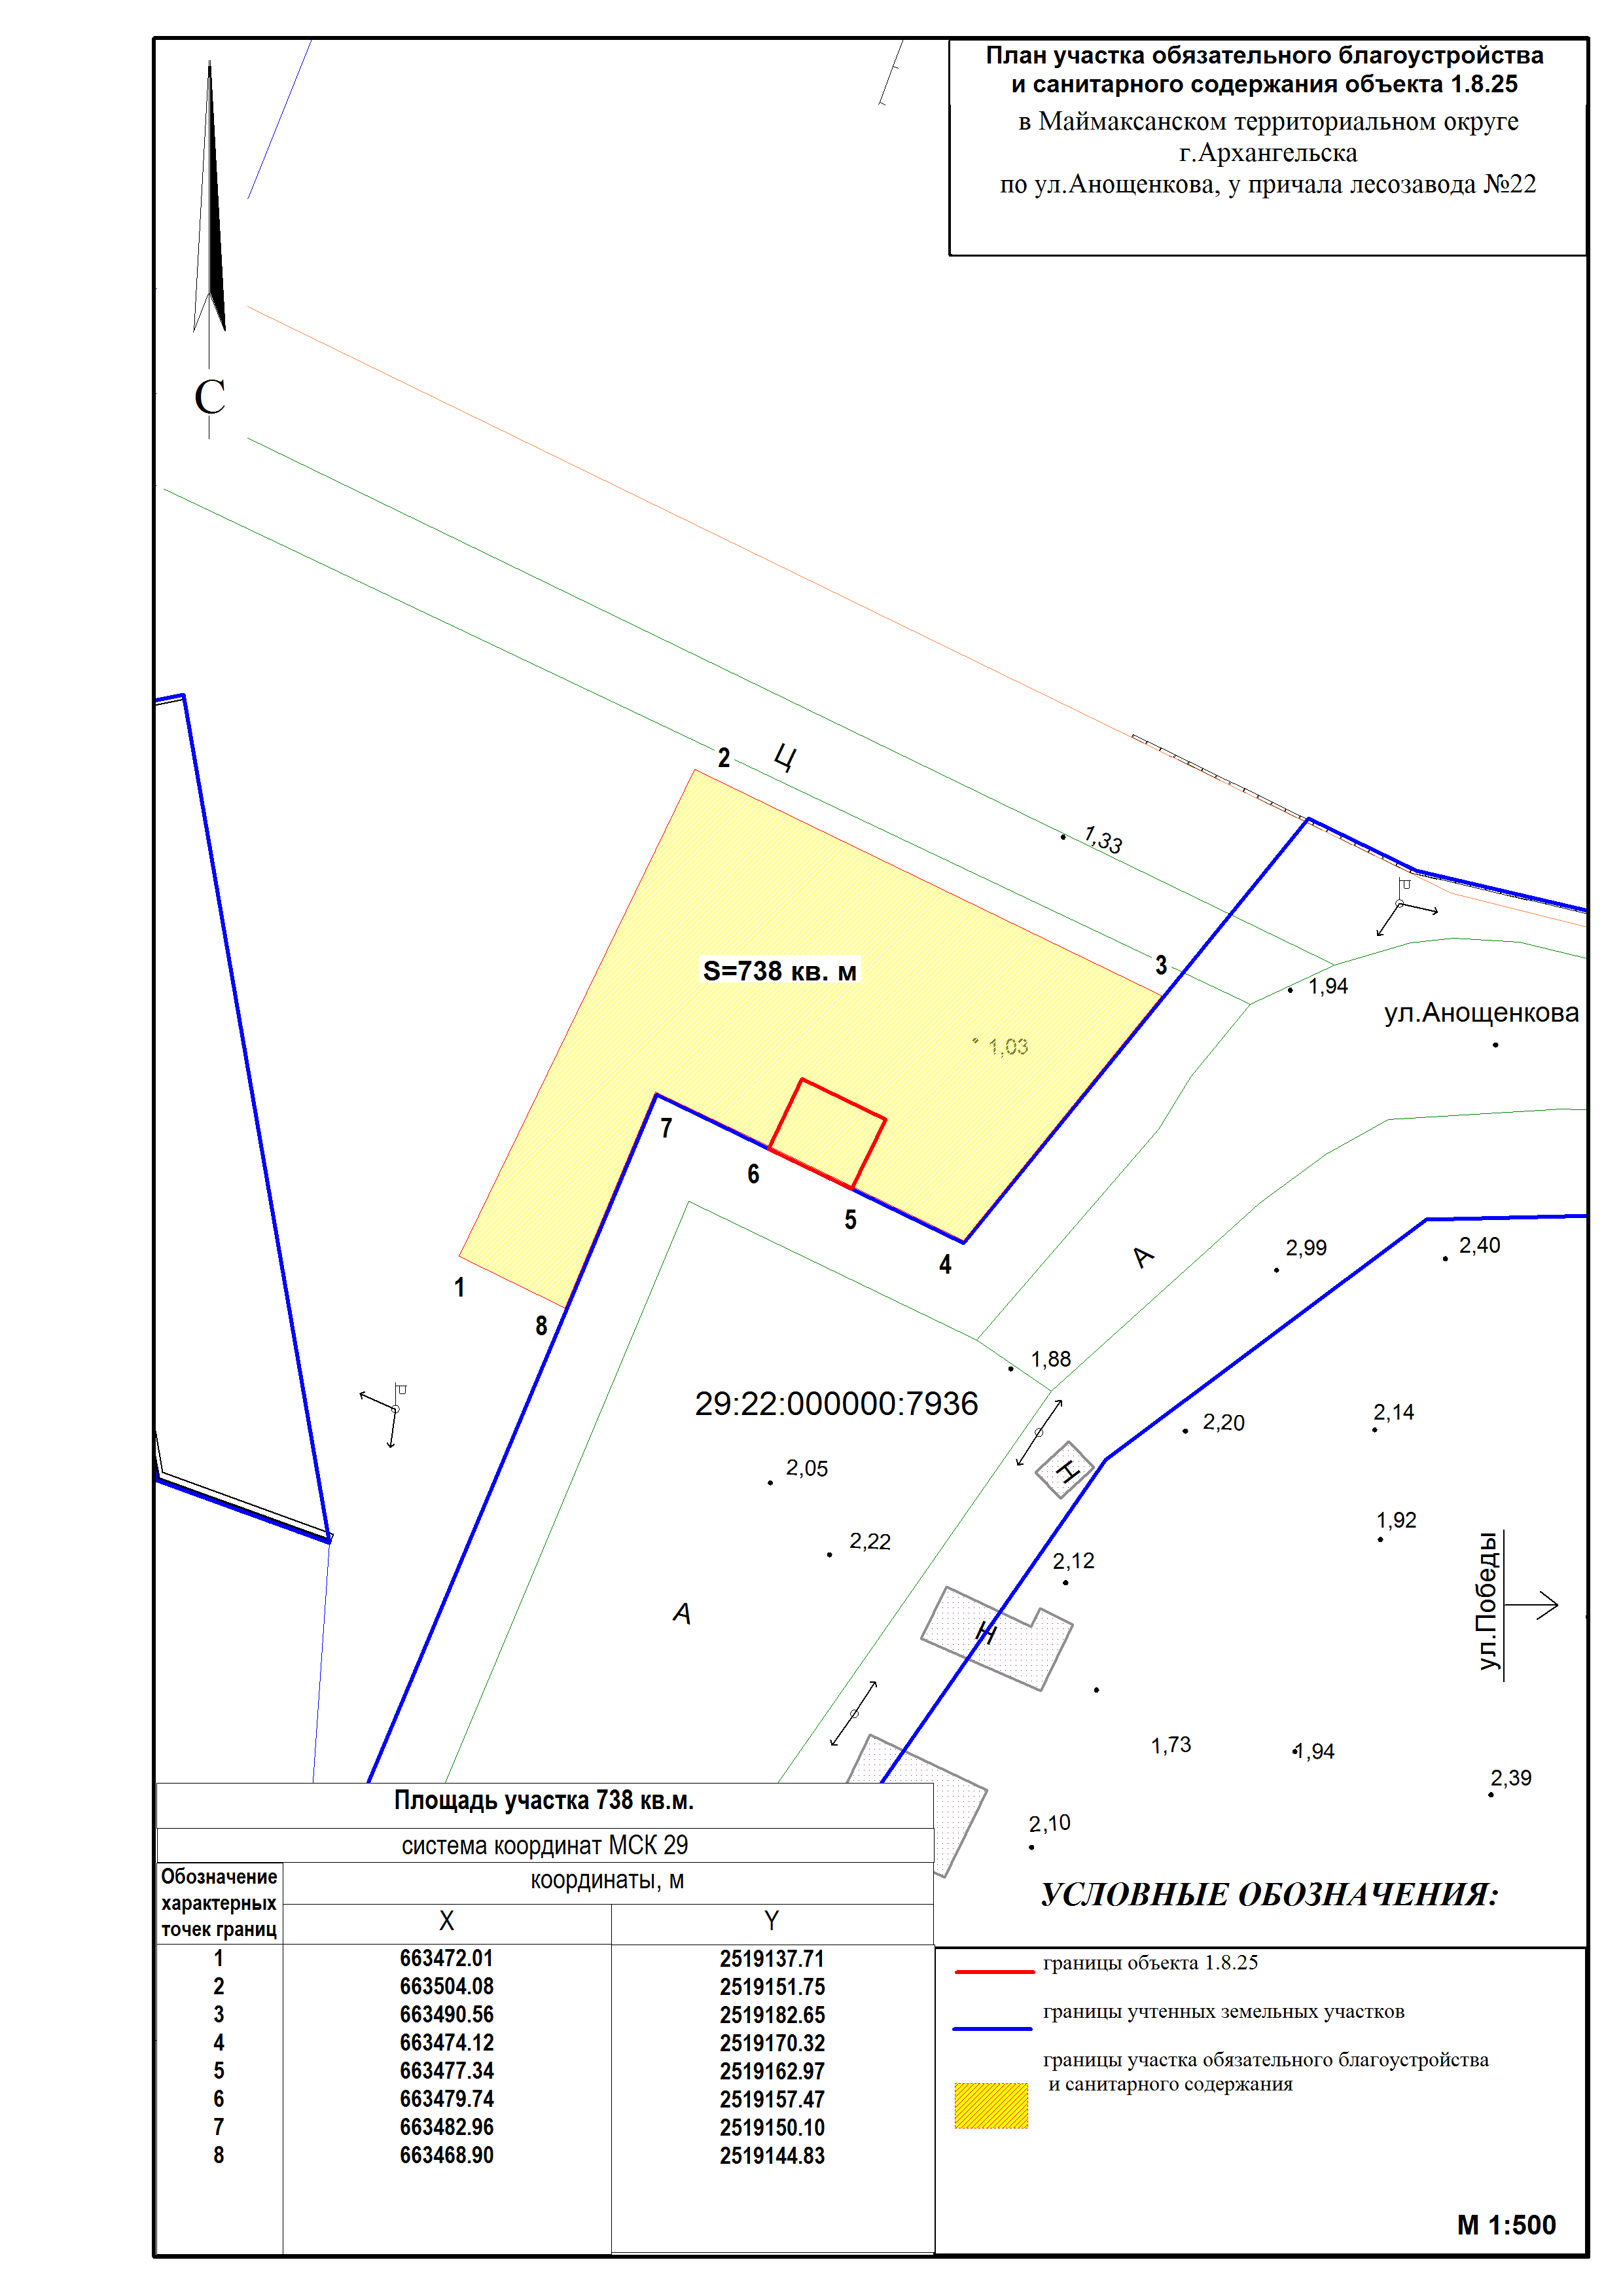 План участка обязательного благоустройства
и санитарного содержания объекта 1.8.25
в Маймаксанском территориальном округе
г.Архангельска
по ул.Анощенкова, у причала лесозавода №22
С
2
Ц
1,33
3
1,94
S=738 кв. м
ул.Анощенкова
1,03
7
6
5
4
1
8
А
2,99
2,40
1,88
29:22:000000:7936
2,20
2,14
Н
2,05
1,92
2,22
2,12
ул.Победы
А
Н
1,73
1,94
2,39
2,10
Площадь участка 738 кв.м.
система координат МСК 29
Обозначение
характерных
точек границ
координаты, м
X Y
1 663472.01 2519137.71
2 663504.08 2519151.75
3 663490.56 2519182.65
4 663474.12 2519170.32
5 663477.34 2519162.97
6 663479.74 2519157.47
7 663482.96 2519150.10
8 663468.90 2519144.83
УСЛОВНЫЕ ОБОЗНАЧЕНИЯ:
границы объекта 1.8.25
границы учтенных земельных участков
границы участка обязательного благоустройства
и санитарного содержания
М 1:500